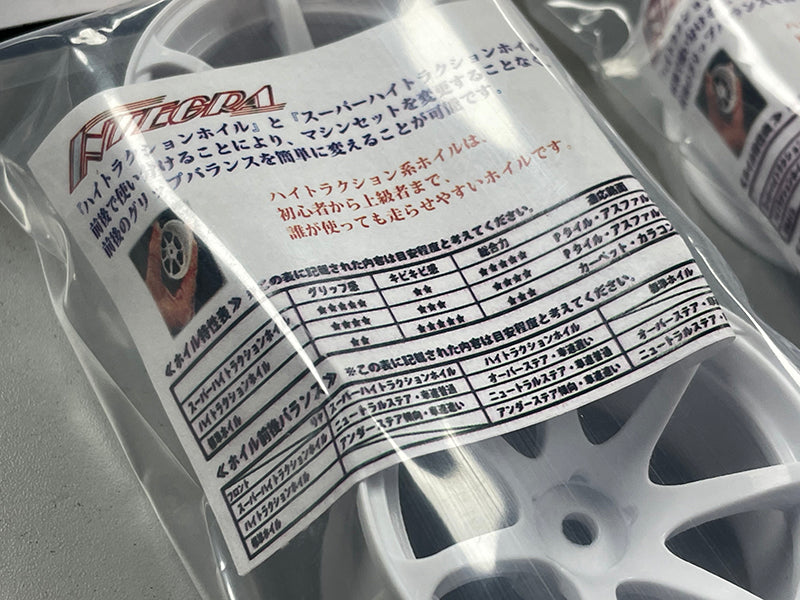 INTEGRA
『ハイトラクションホイル』と『スーパーハイトラクションホイル
前後で使い分けることにより、マシンセットを変更することなく、
前後のグリップバランスを簡単に変えることが可能です。
ハイトラクション系ホイルは、
初心者から上級者まで、
誰が使っても走らせやすいホイルです。
≪ホイル特性表≫ ※この表に記載された内容は目安程度と考えてください。
グリップ感 キビキビ感 総合力 適応範囲
スーパーハイトラクションホイル ★★★★★ ★★ ★★★★★ Pタイル・アスファル
ハイトラクションホイル ★★★★ ★★★ ★★★★ Pタイル・アスファル
標準ホイル ★★ ★★★★★ ★★★ カーペット・カラコン
≪ホイル前後バランス ※この表に記載された内容は目安程度と考えてください。
フロント リア スーパーハイトラクションホイル ハイトラクションホイル 標準ホイル
スーパーハイトラクションホイル ニュートラルステア・車速普通 オーバーステア・車速速い オーバーステア・車速
ハイトラクションホイル アンダーステア傾向・車速遅い ニュートラルステア・車速普通 ニュートラルステア・
標準ホイル アンダーステア傾向・車速遅い